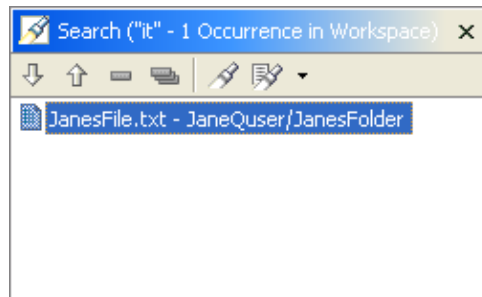 Search ("it" - 1 Occurrence in Workspace)
JanesFile.txt - JaneQuser/JanesFolder